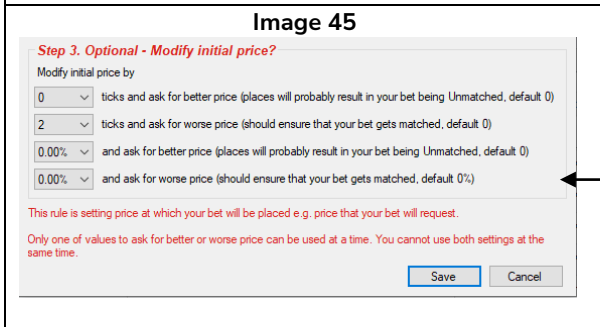 Image 45
Step 3. Optional - Modify initial price?
Modify initial price by
0 ticks and ask for better price (places will probably result in your bet being Unmatched, default 0)
2 ticks and ask for worse price (should ensure that your bet gets matched, default 0)
0.00% and ask for better price (places will probably result in your bet being Unmatched, default 0)
0.00% and ask for worse price (should ensure that your bet gets matched, default 0%)
This rule is setting price at which your bet will be placed e.g. price that your bet will request.
Only one of values to ask for better or worse price can be used at a time. You cannot use both settings at the
same time.
Save Cancel